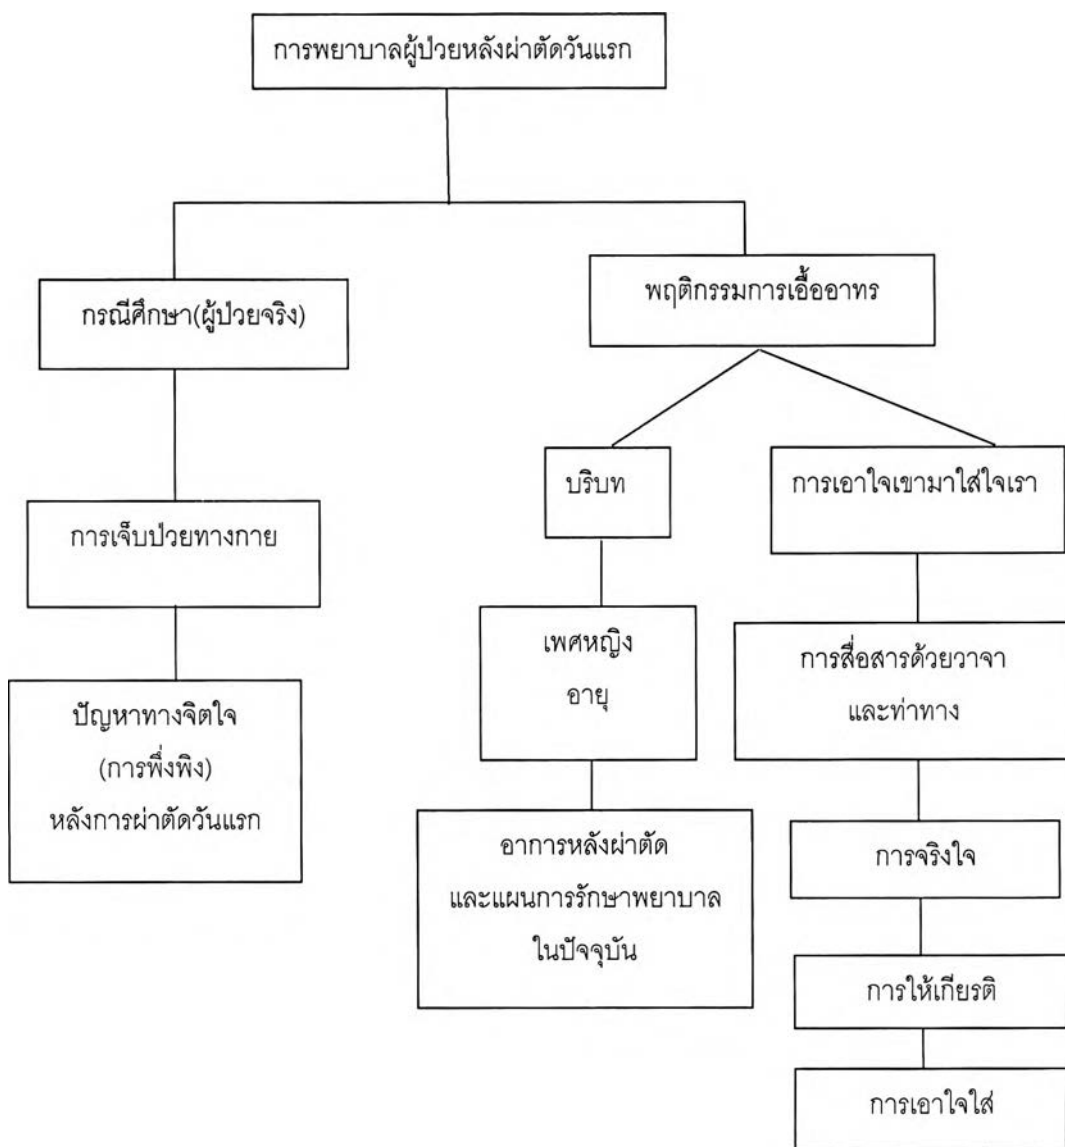 การพยาบาลผู้ป่วยหลังผ่าตัดวันแรก
กรณีศึกษา(ผู้ป่วยจริง)
พฤติกรรมการเอื้ออาทร
การเจ็บป่วยทางกาย
ปัญหาทางจิตใจ
(การพึ่งพิง)
หลังการผ่าตัดวันแรก
บริบท
เพศหญิง
อายุ
อาการหลังผ่าตัด
และแผนการรักษาพยาบาล
ในปัจจุบัน
การเอาใจเขามาใส่ใจเรา
การสื่อสารด้วยวาจา
และท่าทาง
การจริงใจ
การให้เกียรติ
การเอาใจใส่